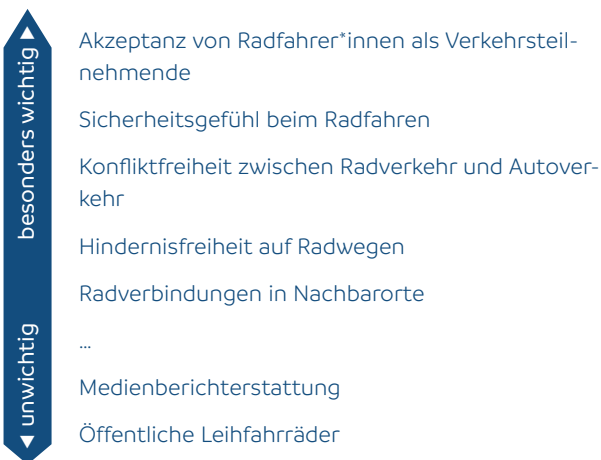 besonders wichtig
unwichtig
Akzeptanz von Radfahrer*innen als Verkehrsteil-
nehmende
Sicherheitsgefühl beim Radfahren
Konfliktfreiheit zwischen Radverkehr und Autover-
kehr
Hindernisfreiheit auf Radwegen
Radverbindungen in Nachbarorte
...
Medienberichterstattung
Öffentliche Leihfahrräder